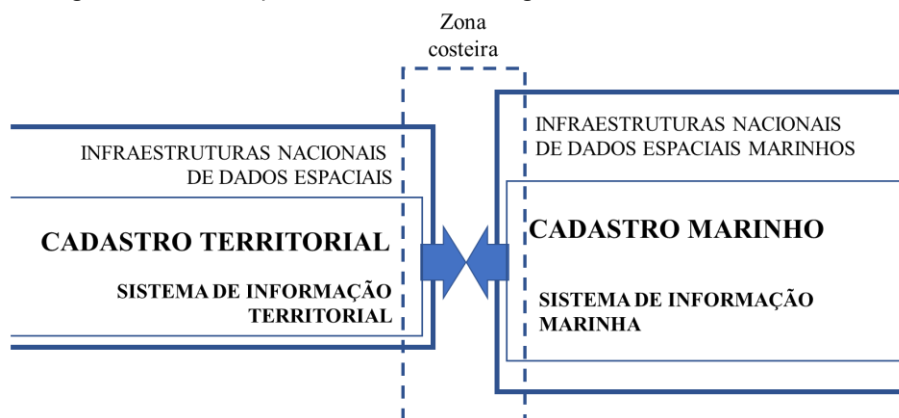 Zona
costeira
INFRAESTRUTURAS NACIONAIS
DE DADOS ESPACIAIS
CADASTRO TERRITORIAL
SISTEMA DE INFORMAÇÃO
TERRITORIAL
INFRAESTRUTURAS NACIONAIS
DE DADOS ESPACIAIS MARINHOS
CADASTRO MARINHO
SISTEMA DE INFORMAÇÃO
MARINHA